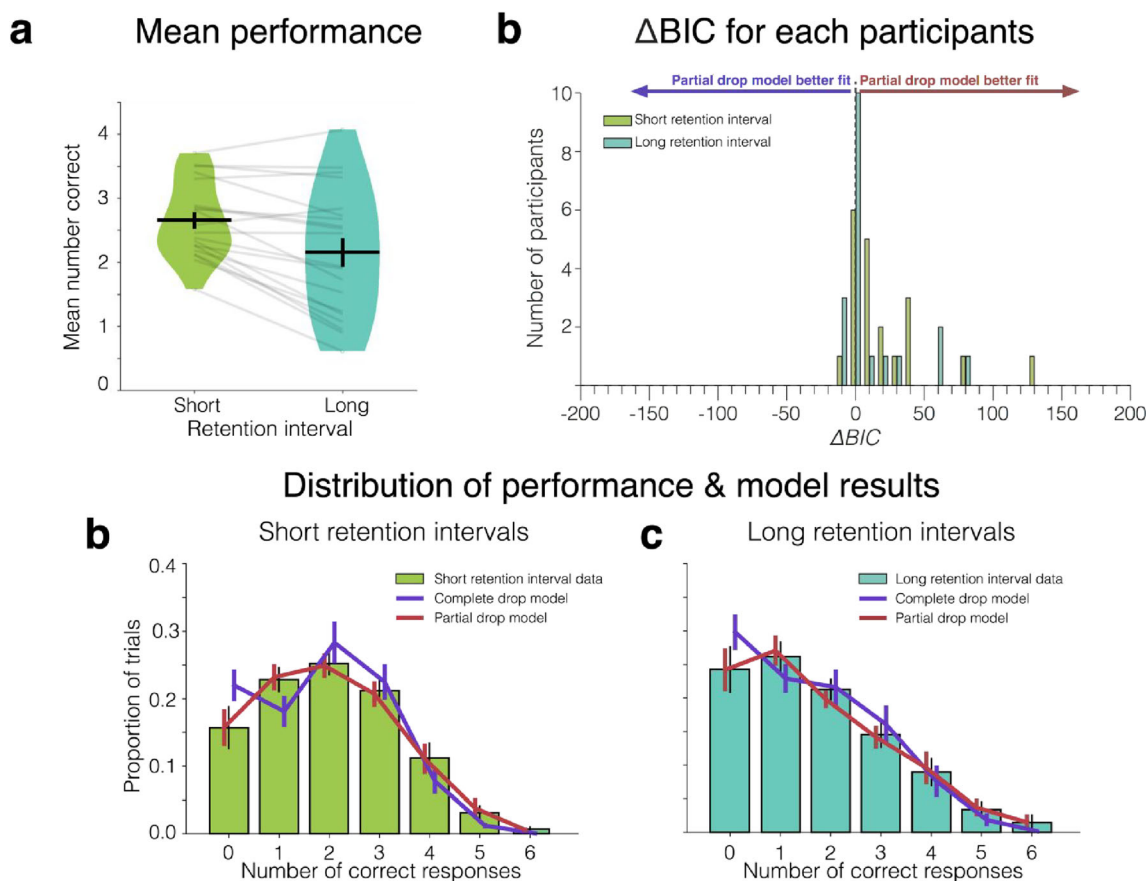 a Mean performance
Mean number correct
4
3
2
1
0
Short Long
Retention interval
b ΔBIC for each participants
Partial drop model better fit Partial drop model better fit
Short retention interval
Long retention interval
Number of participants
10
8
6
4
2
-200 -150 -100 -50 0 50 100 150 200
ΔBIC
Distribution of performance & model results
b Short retention intervals
Short retention interval data
Complete drop model
Partial drop model
Proportion of trials
0.4
0.3
0.2
0.1
0.0
0 1 2 3 4 5 6
Number of correct responses
c Long retention intervals
Long retention interval data
Complete drop model
Partial drop model
0 1 2 3 4 5 6
Number of correct responses